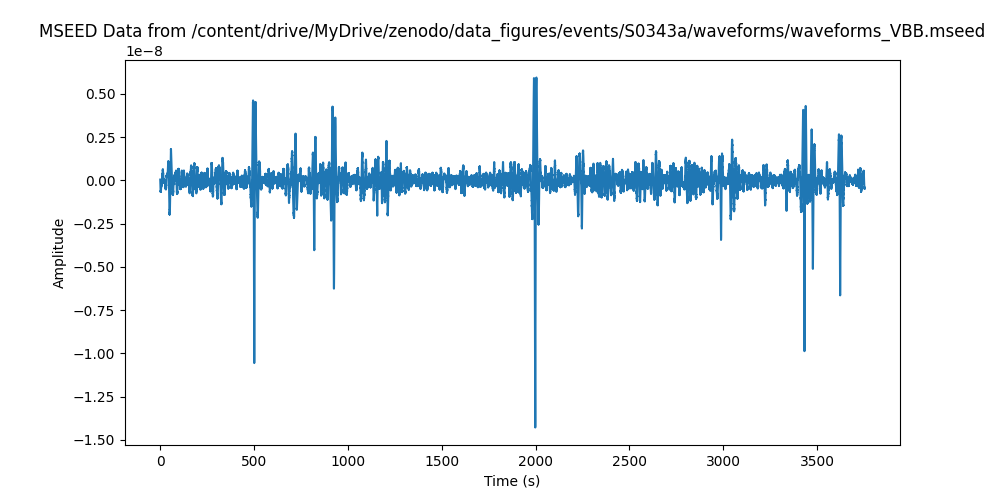 MSEED Data from /content/drive/MyDrive/zenodo/data_figures/events/S0343a/waveforms/waveforms_VBB.mseed
1e−8
0.50
0.25
0.00
−0.25
−0.50
−0.75
−1.00
−1.25
−1.50
Amplitude
0 500 1000 1500 2000 2500 3000 3500
Time (s)